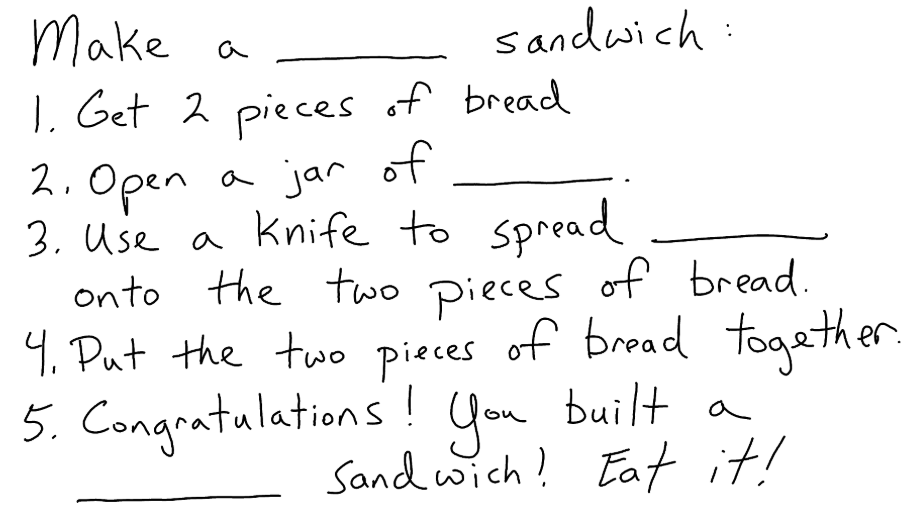 Make a ______ sandwich:
1. Get 2 pieces of bread
2. Open a jar of ______.
3. Use a knife to spread ______
onto the two pieces of bread.
4. Put the two pieces of bread together.
5. Congratulations! You built a
______ sandwich! Eat it!